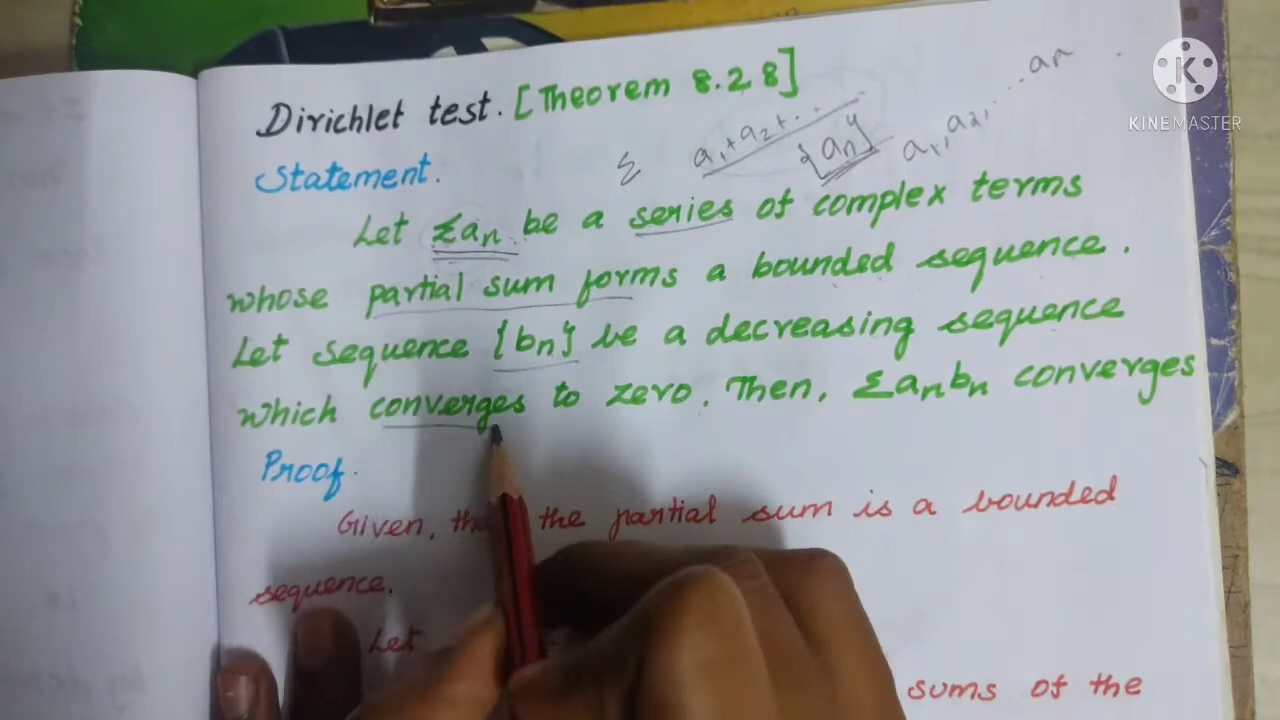 Dirichlet test. [Theorem 8.28]
Σ a₁+a₂+... {aₙ} a₁, a₂, ... aₙ
Statement.
Let Σaₙ be a series of complex terms
whose partial sum forms a bounded sequence.
Let sequence {bₙ} be a decreasing sequence
which converges to zero. Then, Σaₙbₙ converges
Proof.
Given, the partial sum is a bounded
sequence.
Let
sums of the
KINEMASTER